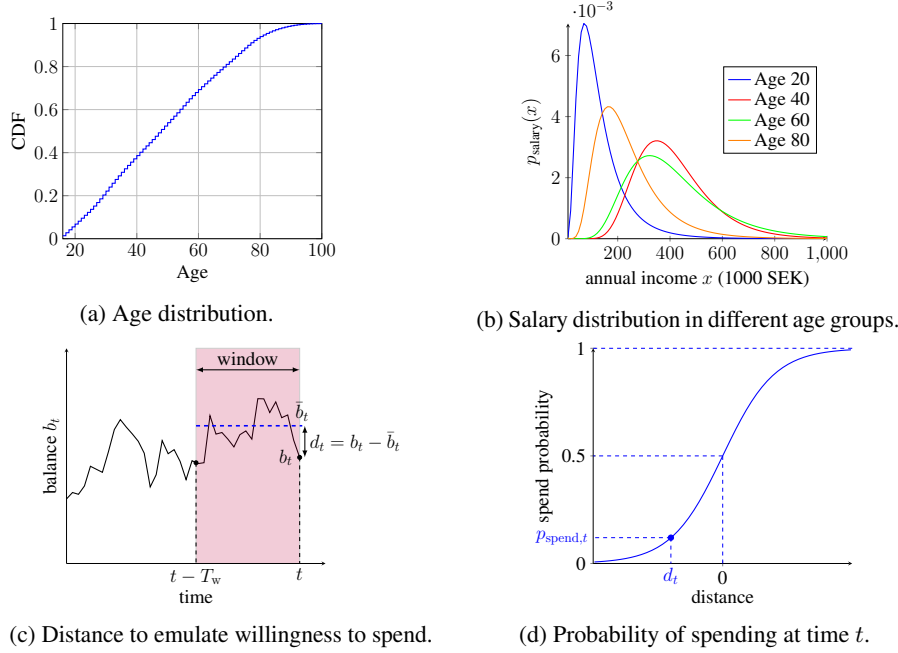 1
0.8
0.6
0.4
0.2
0
CDF
20 40 60 80 100
Age
(a) Age distribution.
·10⁻³
6
4
2
0
p_salary(x)
Age 20
Age 40
Age 60
Age 80
200 400 600 800 1,000
annual income x (1000 SEK)
(b) Salary distribution in different age groups.
balance b_t
window
b̄_t
d_t = b_t − b̄_t
b_t
t − T_w
t
time
(c) Distance to emulate willingness to spend.
1
0.5
p_spend,t
0
spend probability
d_t
0
distance
(d) Probability of spending at time t.